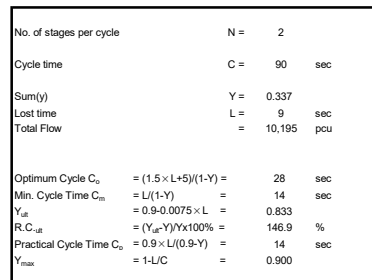 No. of stages per cycle N = 2
Cycle time C = 90 sec
Sum(y) Y = 0.337
Lost time L = 9 sec
Total Flow = 10,195 pcu
Optimum Cycle Cₒ = (1.5×L+5)/(1-Y) = 28 sec
Min. Cycle Time Cₘ = L/(1-Y) = 14 sec
Yᵤₗₜ = 0.9-0.0075×L = 0.833
R.C.ᵤₗₜ = (Yᵤₗₜ-Y)/Yx100% = 146.9 %
Practical Cycle Time Cₚ = 0.9×L/(0.9-Y) = 14 sec
Yₘₐₓ = 1-L/C = 0.900